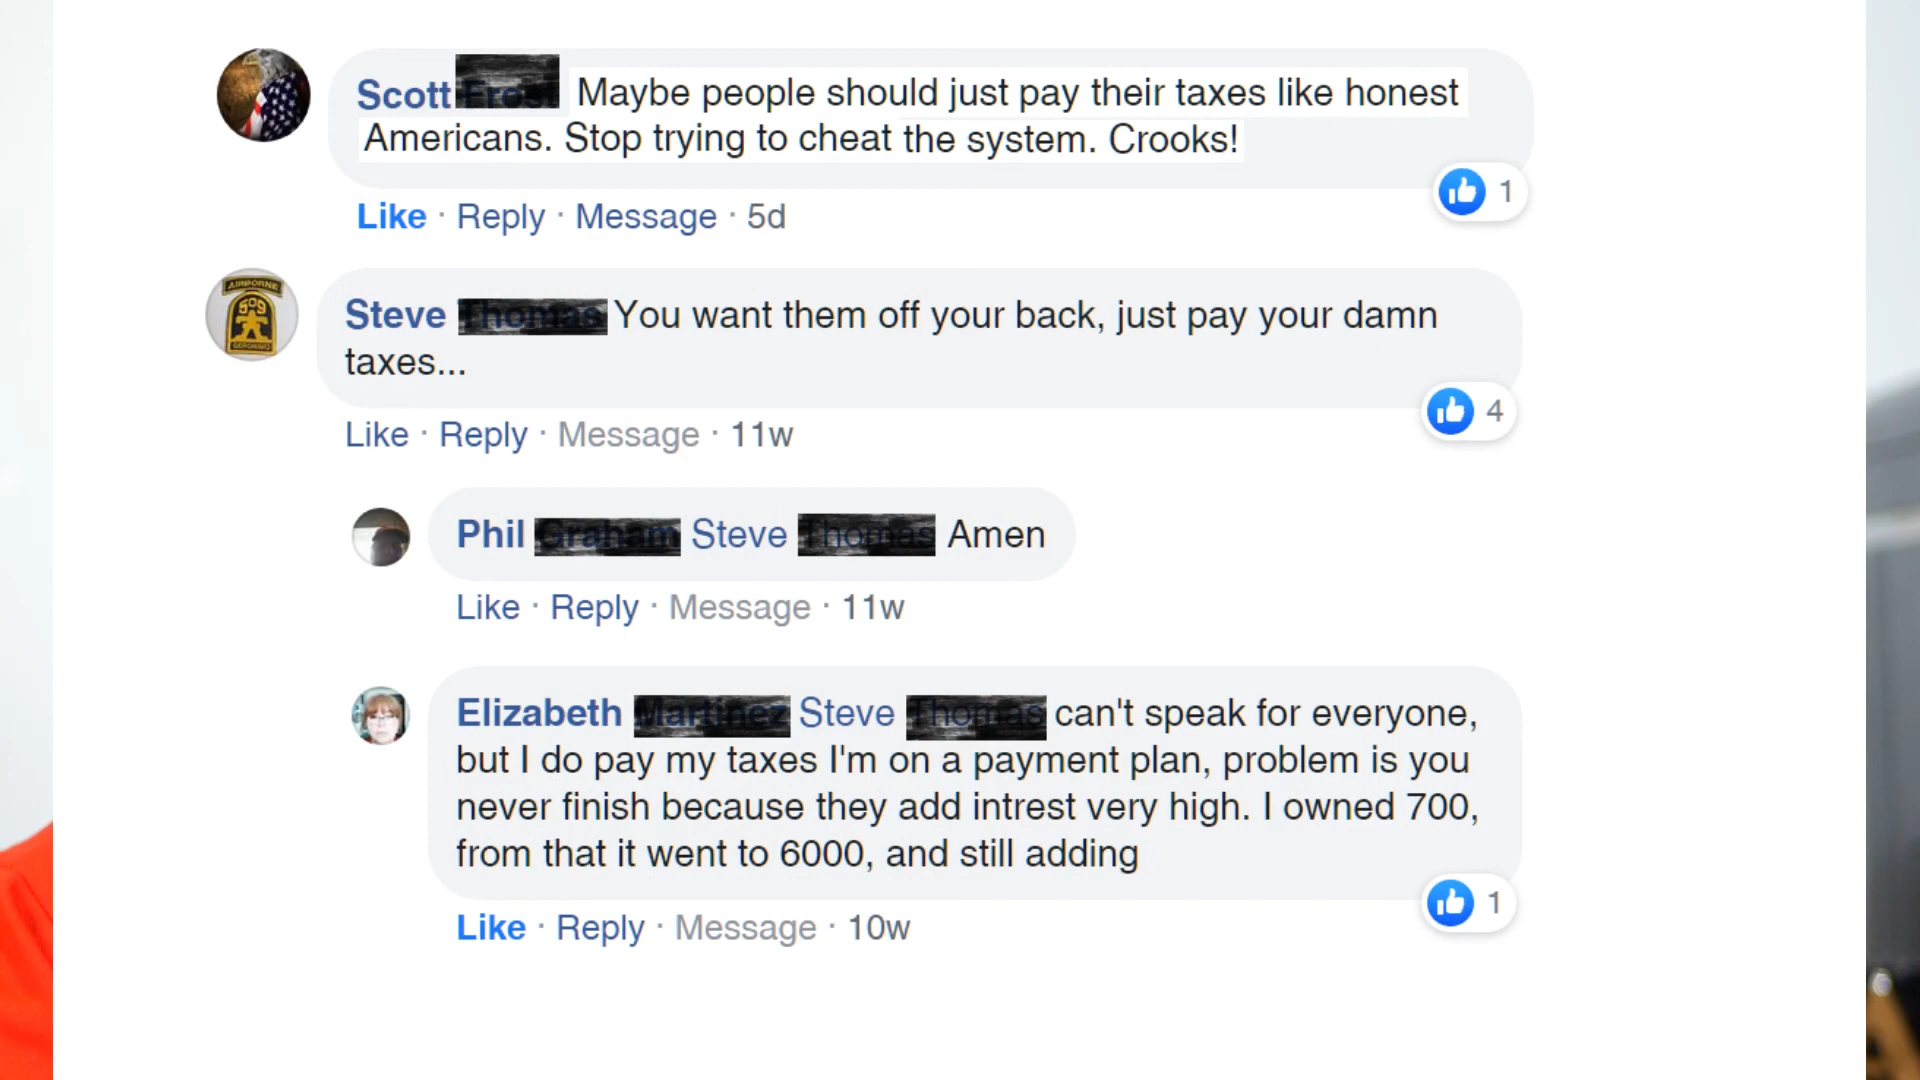 Scott Maybe people should just pay their taxes like honest
Americans. Stop trying to cheat the system. Crooks!
1
Like · Reply · Message · 5d
AIRBORNE
509
GERONIMO
Steve You want them off your back, just pay your damn
taxes...
4
Like · Reply · Message · 11w
Phil Steve Amen
Like · Reply · Message · 11w
Elizabeth Steve can't speak for everyone,
but I do pay my taxes I'm on a payment plan, problem is you
never finish because they add intrest very high. I owned 700,
from that it went to 6000, and still adding
1
Like · Reply · Message · 10w